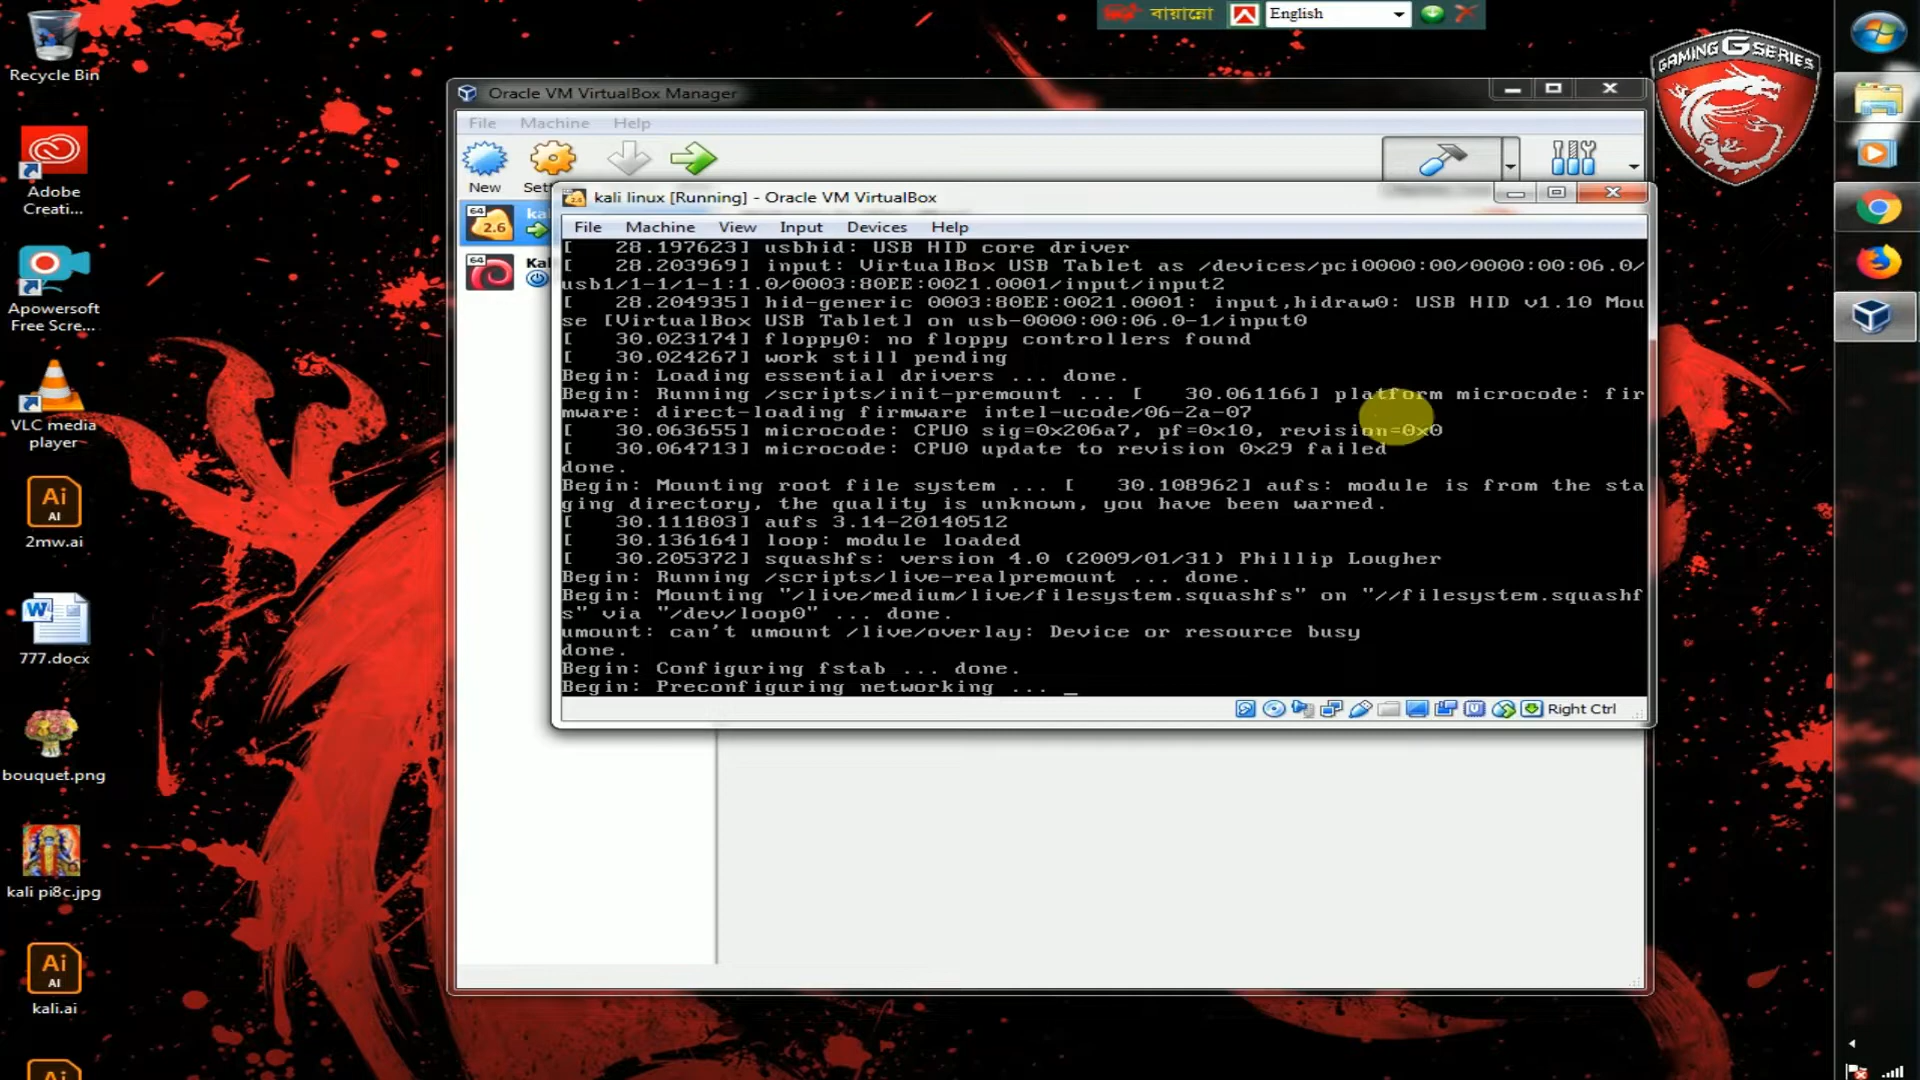 বায়ান্নো
English
Recycle Bin
GAMING G SERIES
Oracle VM VirtualBox Manager
File Machine Help
New
64
2.6
64
Adobe
Creati...
Apowersoft
Free Scre...
VLC media
player
Ai
AI
2mw.ai
777.docx
bouquet.png
kali pi8c.jpg
Ai
AI
kali.ai
kali linux [Running] - Oracle VM VirtualBox
File Machine View Input Devices Help
[ 28.197623] usbhid: USB HID core driver
[ 28.203969] input: VirtualBox USB Tablet as /devices/pci0000:00/0000:00:06.0/
usb1/1-1/1-1:1.0/0003:80EE:0021.0001/input/input2
[ 28.204935] hid-generic 0003:80EE:0021.0001: input,hidraw0: USB HID v1.10 Mou
se [VirtualBox USB Tablet] on usb-0000:00:06.0-1/input0
[ 30.023174] floppy0: no floppy controllers found
[ 30.024267] work still pending
Begin: Loading essential drivers ... done.
Begin: Running /scripts/init-premount ... [ 30.061166] platform microcode: fir
mware: direct-loading firmware intel-ucode/06-2a-07
[ 30.063655] microcode: CPU0 sig=0x206a7, pf=0x10, revision=0x0
[ 30.064713] microcode: CPU0 update to revision 0x29 failed
done.
Begin: Mounting root file system ... [ 30.108962] aufs: module is from the sta
ging directory, the quality is unknown, you have been warned.
[ 30.111803] aufs 3.14-20140512
[ 30.136164] loop: module loaded
[ 30.205372] squashfs: version 4.0 (2009/01/31) Phillip Lougher
Begin: Running /scripts/live-realpremount ... done.
Begin: Mounting "/live/medium/live/filesystem.squashfs" on "//filesystem.squashf
s" via "/dev/loop0" ... done.
umount: can't umount /live/overlay: Device or resource busy
done.
Begin: Configuring fstab ... done.
Begin: Preconfiguring networking ... _
Right Ctrl